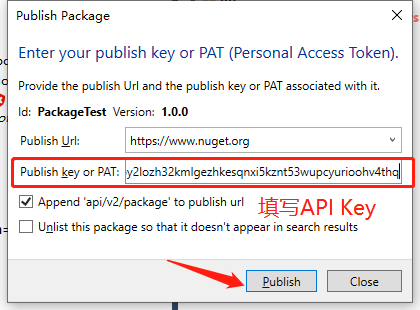 Publish Package
Enter your publish key or PAT (Personal Access Token).
Provide the publish Url and the publish key or PAT associated with it.
Id: PackageTest Version: 1.0.0
Publish Url: https://www.nuget.org
Publish key or PAT: y2lozh32kmlgezhkesqnxi5kznt53wupcyurioohv4thq
Append 'api/v2/package' to publish url
填写API Key
Unlist this package so that it doesn't appear in search results
Publish Close